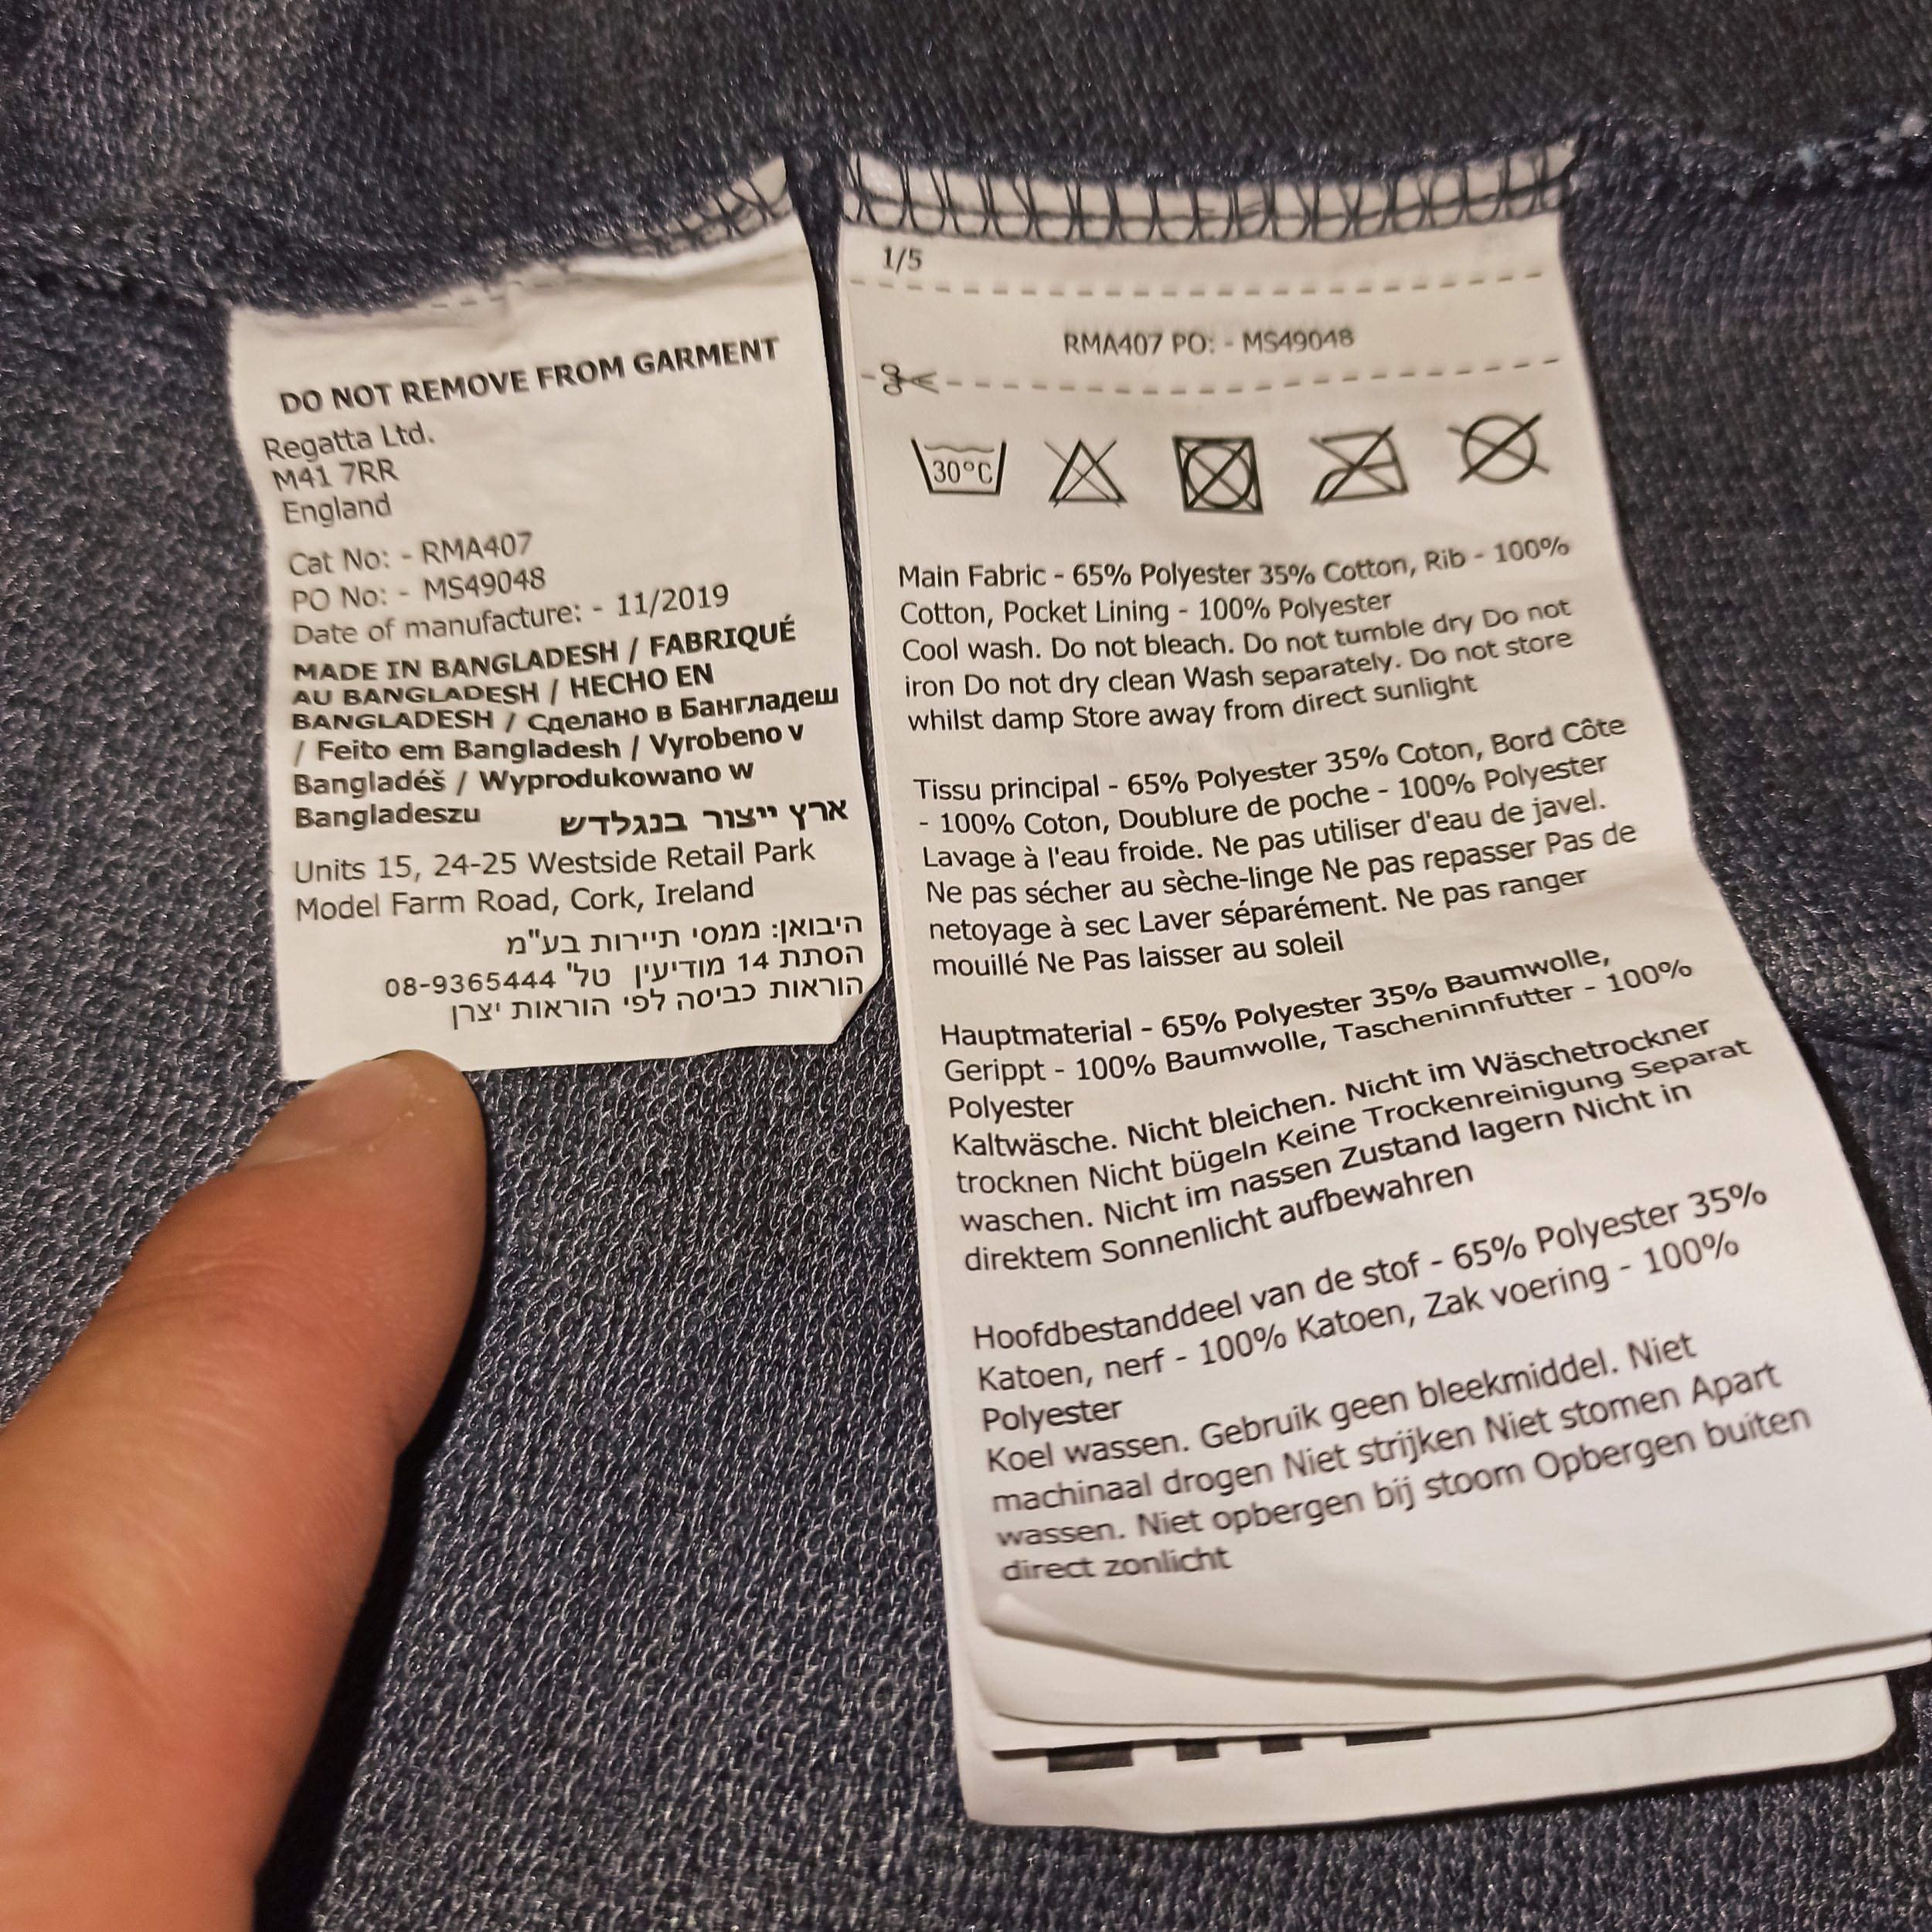 DO NOT REMOVE FROM GARMENT
Regatta Ltd.
M41 7RR
England
Cat No: - RMA407
PO No: - MS49048
Date of manufacture: - 11/2019
MADE IN BANGLADESH / FABRIQUÉ
AU BANGLADESH / HECHO EN
BANGLADESH / Сделано в Бангладеш
/ Feito em Bangladesh / Vyrobeno v
Bangladéš / Wyprodukowano w
Bangladeszu ארץ ייצור בנגלדש
Units 15, 24-25 Westside Retail Park
Model Farm Road, Cork, Ireland
היבואן: ממסי תיירות בע"מ
הסתת 14 מודיעין טל' 08-9365444
הוראות כביסה לפי הוראות יצרן
1/5
RMA407 PO: - MS49048
30°C
Main Fabric - 65% Polyester 35% Cotton, Rib - 100%
Cotton, Pocket Lining - 100% Polyester
Cool wash. Do not bleach. Do not tumble dry Do not
iron Do not dry clean Wash separately. Do not store
whilst damp Store away from direct sunlight
Tissu principal - 65% Polyester 35% Coton, Bord Côte
- 100% Coton, Doublure de poche - 100% Polyester
Lavage à l'eau froide. Ne pas utiliser d'eau de javel.
Ne pas sécher au sèche-linge Ne pas repasser Pas de
netoyage à sec Laver séparément. Ne pas ranger
mouillé Ne Pas laisser au soleil
Hauptmaterial - 65% Polyester 35% Baumwolle,
Gerippt - 100% Baumwolle, Tascheninnfutter - 100%
Polyester
Kaltwäsche. Nicht bleichen. Nicht im Wäschetrockner
trocknen Nicht bügeln Keine Trockenreinigung Separat
waschen. Nicht im nassen Zustand lagern Nicht in
direktem Sonnenlicht aufbewahren
Hoofdbestanddeel van de stof - 65% Polyester 35%
Katoen, nerf - 100% Katoen, Zak voering - 100%
Polyester
Koel wassen. Gebruik geen bleekmiddel. Niet
machinaal drogen Niet strijken Niet stomen Apart
wassen. Niet opbergen bij stoom Opbergen buiten
direct zonlicht